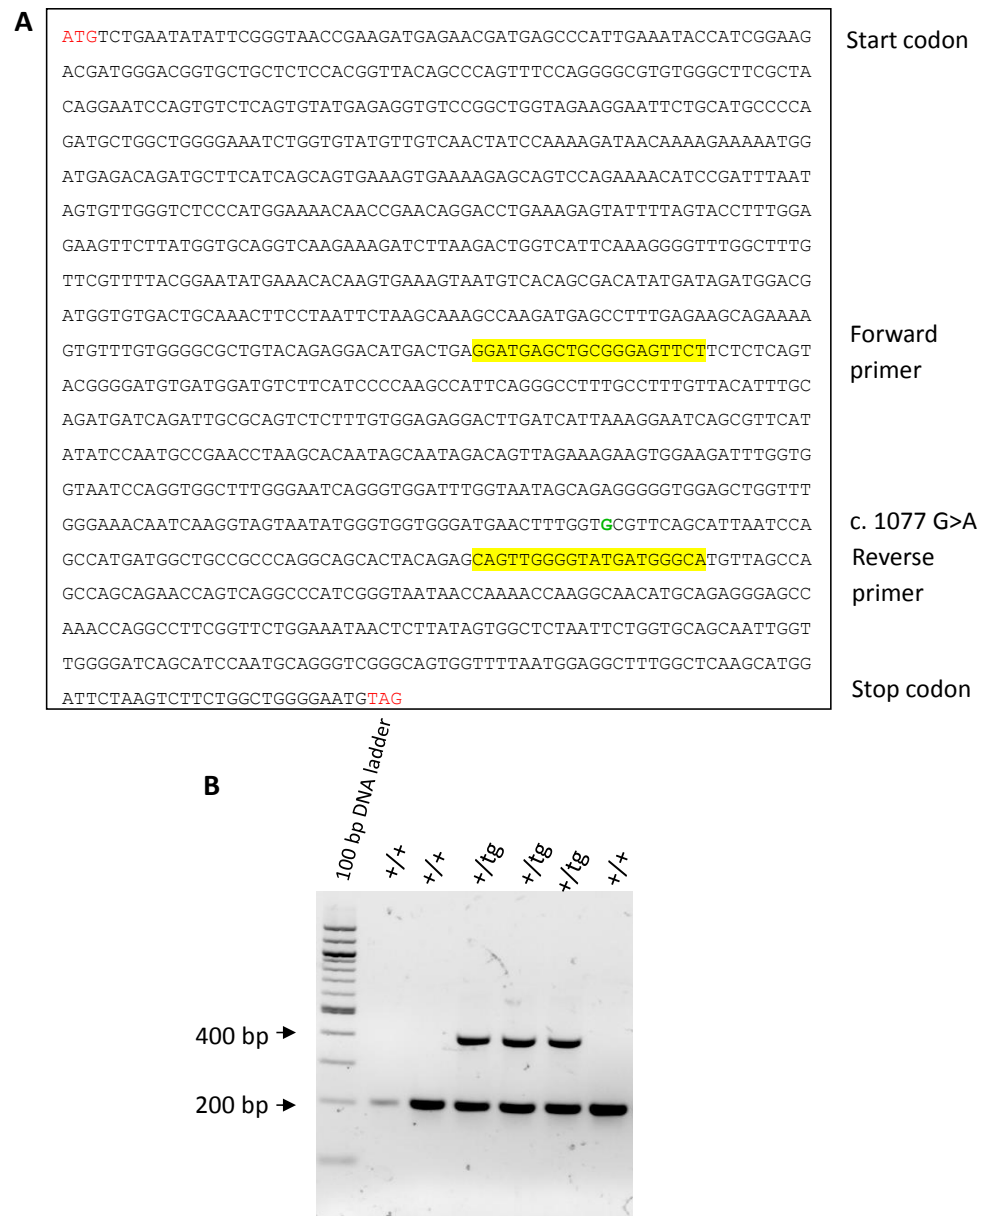 A
ATGTCTGAATATATTCGGGTAACCGAAGATGAGAACGATGAGCCCATTGAAATACCATCGGAAG
Start codon
ACGATGGGACGGTGCTGCTCTCCACGGTTACAGCCCAGTTTCCAGGGGCGTGTGGGCTTCGCTA
CAGGAATCCAGTGTCTCAGTGTATGAGAGGTGTCCGGCTGGTAGAAGGAATTCTGCATGCCCCA
GATGCTGGCTGGGGAAATCTGGTGTATGTTGTCAACTATCCAAAAGATAACAAAAGAAAAATGG
ATGAGACAGATGCTTCATCAGCAGTGAAAGTGAAAAGAGCAGTCCAGAAAACATCCGATTTAAT
AGTGTTGGGTCTCCCATGGAAAACAACCGAACAGGACCTGAAAGAGTATTTTAGTACCTTTGGA
GAAGTTCTTATGGTGCAGGTCAAGAAAGATCTTAAGACTGGTCATTCAAAGGGGTTTGGCTTTG
TTCGTTTTACGGAATATGAAACACAAGTGAAAGTAATGTCACAGCGACATATGATAGATGGACG
ATGGTGTGACTGCAAACTTCCTAATTCTAAGCAAAGCCAAGATGAGCCTTTGAGAAGCAGAAAA
Forward
primer
GTGTTTGTGGGGCGCTGTACAGAGGACATGACTGAGGATGAGCTGCGGGAGTTCTTCTCTCAGT
ACGGGGATGTGATGGATGTCTTCATCCCCAAGCCATTCAGGGCCTTTGCCTTTGTTACATTTGC
AGATGATCAGATTGCGCAGTCTCTTTGTGGAGAGGACTTGATCATTAAAGGAATCAGCGTTCAT
ATATCCAATGCCGAACCTAAGCACAATAGCAATAGACAGTTAGAAAGAAGTGGAAGATTTGGTG
GTAATCCAGGTGGCTTTGGGAATCAGGGTGGATTTGGTAATAGCAGAGGGGGTGGAGCTGGTTT
GGGAAACAATCAAGGTAGTAATATGGGTGGTGGGATGAACTTTGGTGCGTTCAGCATTAATCCA
c. 1077 G>A
GCCATGATGGCTGCCGCCCAGGCAGCACTACAGAGCAGTTGGGGTATGATGGGCATGTTAGCCA
Reverse
primer
GCCAGCAGAACCAGTCAGGCCCATCGGGTAATAACCAAAACCAAGGCAACATGCAGAGGGAGCC
AAACCAGGCCTTCGGTTCTGGAAATAACTCTTATAGTGGCTCTAATTCTGGTGCAGCAATTGGT
TGGGGATCAGCATCCAATGCAGGGTCGGGCAGTGGTTTTAATGGAGGCTTTGGCTCAAGCATGG
ATTCTAAGTCTTCTGGCTGGGGAATGTAG
Stop codon
B
100 bp DNA ladder
+/+
+/+
+/tg
+/tg
+/tg
+/+
400 bp
200 bp